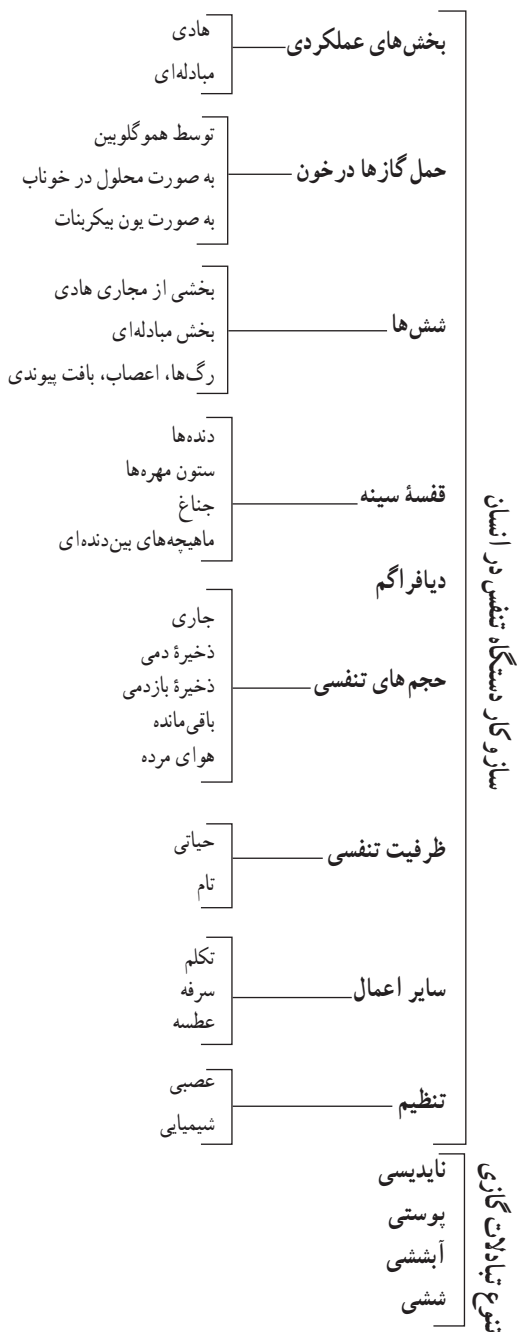 ساز و کار دستگاه تنفس در انسان
بخش‌های عملکردی
هادی
مبادله‌ای
حمل گازها در خون
توسط هموگلوبین
به صورت محلول در خوناب
به صورت یون بیکربنات
شش‌ها
بخشی از مجاری هادی
بخش مبادله‌ای
رگ‌ها، اعصاب، بافت پیوندی
قفسهٔ سینه
دنده‌ها
ستون مهره‌ها
جناغ
ماهیچه‌های بین‌دنده‌ای
دیافراگم
حجم‌های تنفسی
جاری
ذخیرهٔ دمی
ذخیرهٔ بازدمی
باقی‌مانده
هوای مرده
ظرفیت تنفسی
حیاتی
تام
سایر اعمال
تکلم
سرفه
عطسه
تنظیم
عصبی
شیمیایی
تنوع تبادلات گازی
نایدیسی
پوستی
آبششی
ششی